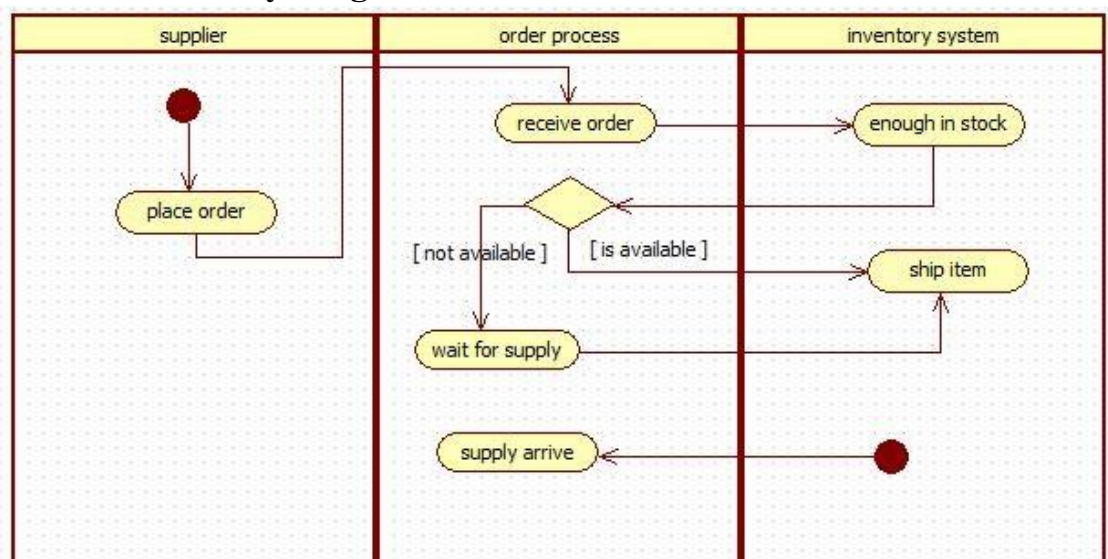 supplier
order process
inventory system
receive order
enough in stock
place order
[ not available ]
[ is available ]
ship item
wait for supply
supply arrive